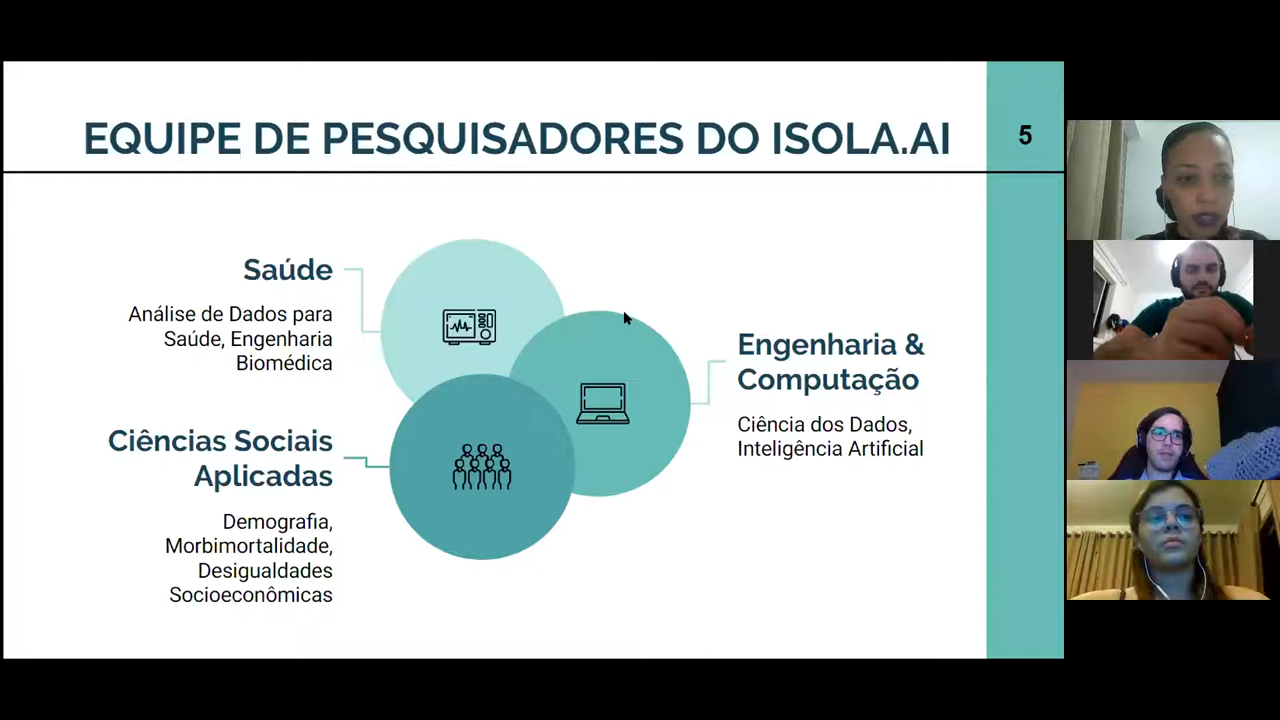 EQUIPE DE PESQUISADORES DO ISOLA.AI
5
Saúde
Análise de Dados para
Saúde, Engenharia
Biomédica
Engenharia &
Computação
Ciência dos Dados,
Inteligência Artificial
Ciências Sociais
Aplicadas
Demografia,
Morbimortalidade,
Desigualdades
Socioeconômicas